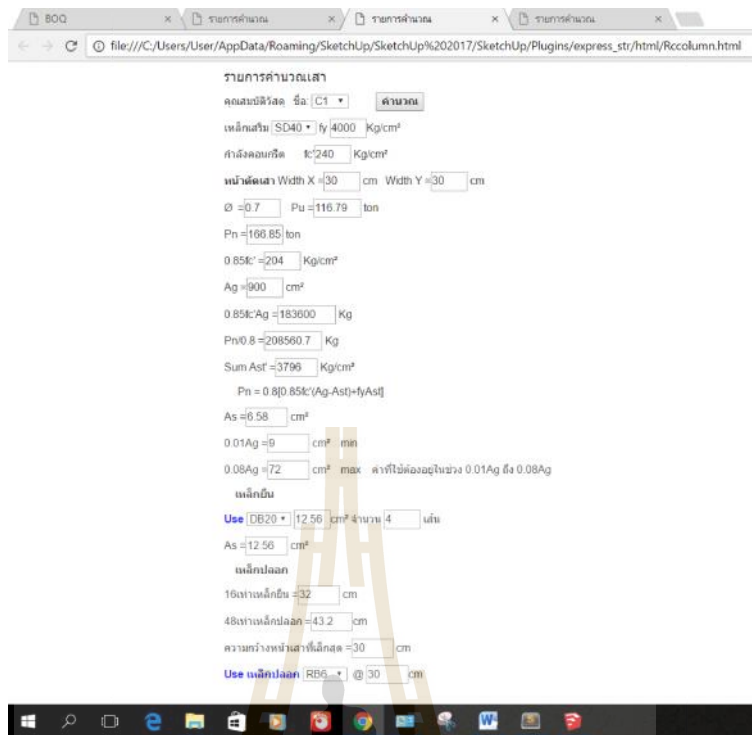 BOQ × รายการคำนวณ × รายการคำนวณ × รายการคำนวณ ×
file:///C:/Users/User/AppData/Roaming/SketchUp/SketchUp%202017/SketchUp/Plugins/express_str/html/Rccolumn.html
รายการคำนวณเสา
คุณสมบัติวัสดุ ชื่อ: C1 คำนวณ
เหล็กเสริม SD40 fy 4000 Kg/cm²
กำลังคอนกรีต fc' 240 Kg/cm²
หน้าตัดเสา Width X = 30 cm Width Y = 30 cm
Ø = 0.7 Pu = 116.79 ton
Pn = 166.85 ton
0.85fc' = 204 Kg/cm²
Ag = 900 cm²
0.85fc'Ag = 183600 Kg
Pn/0.8 = 208560.7 Kg
Sum Ast' = 3796 Kg/cm²
Pn = 0.8[0.85fc'(Ag-Ast)+fyAst]
As = 6.58 cm²
0.01Ag = 9 cm² min
0.08Ag = 72 cm² max ค่าที่ใช้ต้องอยู่ในช่วง 0.01Ag ถึง 0.08Ag
เหล็กยืน
Use DB20 12.56 cm² จำนวน 4 เส้น
As = 12.56 cm²
เหล็กปลอก
16เท่าเหล็กยืน = 32 cm
48เท่าเหล็กปลอก = 43.2 cm
ความกว้างหน้าเสาที่เล็กสุด = 30 cm
Use เหล็กปลอก RB6 @ 30 cm